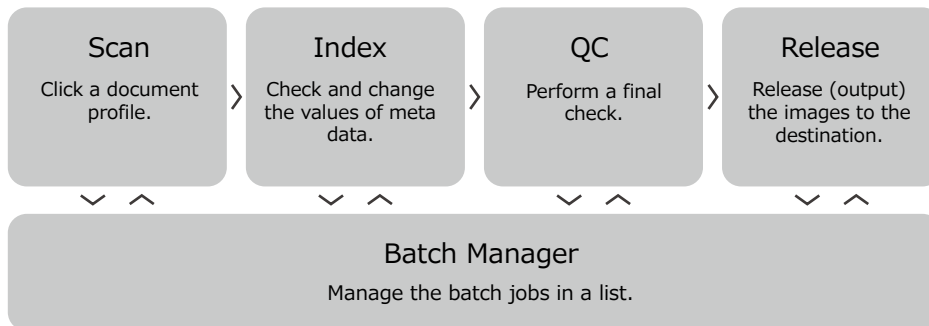 Scan
Click a document
profile.
Index
Check and change
the values of meta
data.
QC
Perform a final
check.
Release
Release (output)
the images to the
destination.
Batch Manager
Manage the batch jobs in a list.